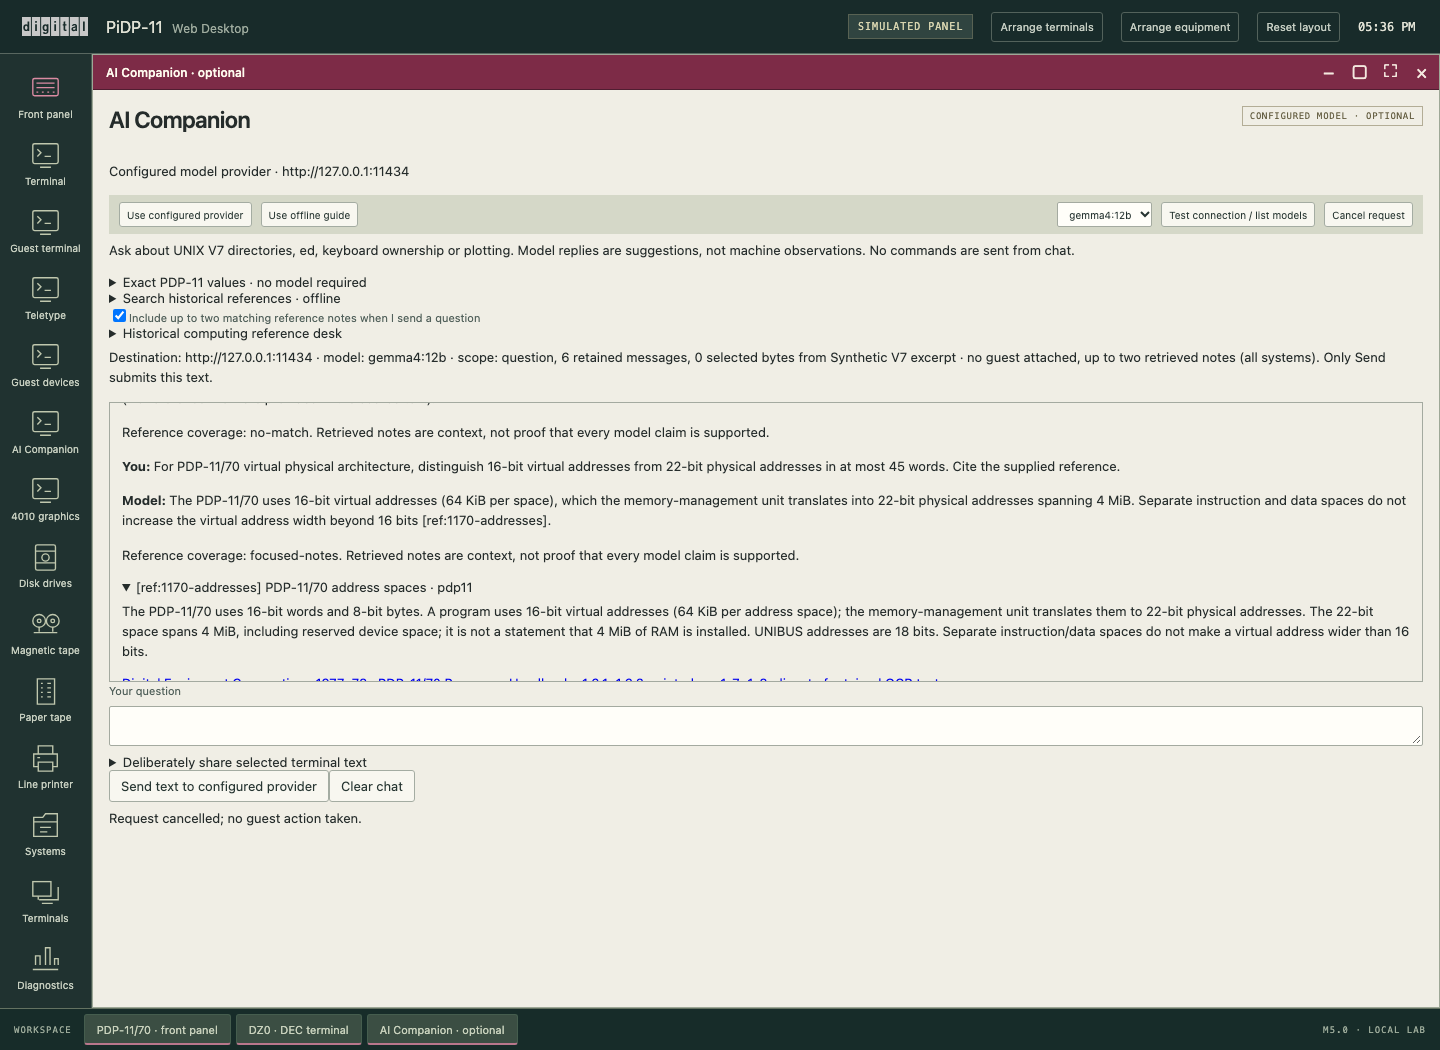 digital PiDP-11 Web Desktop SIMULATED PANEL Arrange terminals Arrange equipment Reset layout 05:36 PM
Front panel
Terminal
Guest terminal
Teletype
Guest devices
AI Companion
4010 graphics
Disk drives
Magnetic tape
Paper tape
Line printer
Systems
Terminals
Diagnostics
AI Companion · optional
AI Companion
CONFIGURED MODEL · OPTIONAL
Configured model provider · http://127.0.0.1:11434
Use configured provider Use offline guide gemma4:12b Test connection / list models Cancel request
Ask about UNIX V7 directories, ed, keyboard ownership or plotting. Model replies are suggestions, not machine observations. No commands are sent from chat.
Exact PDP-11 values · no model required
Search historical references · offline
Include up to two matching reference notes when I send a question
Historical computing reference desk
Destination: http://127.0.0.1:11434 · model: gemma4:12b · scope: question, 6 retained messages, 0 selected bytes from Synthetic V7 excerpt · no guest attached, up to two retrieved notes (all systems). Only Send
submits this text.
Reference coverage: no-match. Retrieved notes are context, not proof that every model claim is supported.
You: For PDP-11/70 virtual physical architecture, distinguish 16-bit virtual addresses from 22-bit physical addresses in at most 45 words. Cite the supplied reference.
Model: The PDP-11/70 uses 16-bit virtual addresses (64 KiB per space), which the memory-management unit translates into 22-bit physical addresses spanning 4 MiB. Separate instruction and data spaces do not
increase the virtual address width beyond 16 bits [ref:1170-addresses].
Reference coverage: focused-notes. Retrieved notes are context, not proof that every model claim is supported.
[ref:1170-addresses] PDP-11/70 address spaces · pdp11
The PDP-11/70 uses 16-bit words and 8-bit bytes. A program uses 16-bit virtual addresses (64 KiB per address space); the memory-management unit translates them to 22-bit physical addresses. The 22-bit
space spans 4 MiB, including reserved device space; it is not a statement that 4 MiB of RAM is installed. UNIBUS addresses are 18 bits. Separate instruction/data spaces do not make a virtual address wider than 16
bits.
Your question
Deliberately share selected terminal text
Send text to configured provider Clear chat
Request cancelled; no guest action taken.
WORKSPACE PDP-11/70 · front panel DZ0 · DEC terminal AI Companion · optional M5.0 · LOCAL LAB